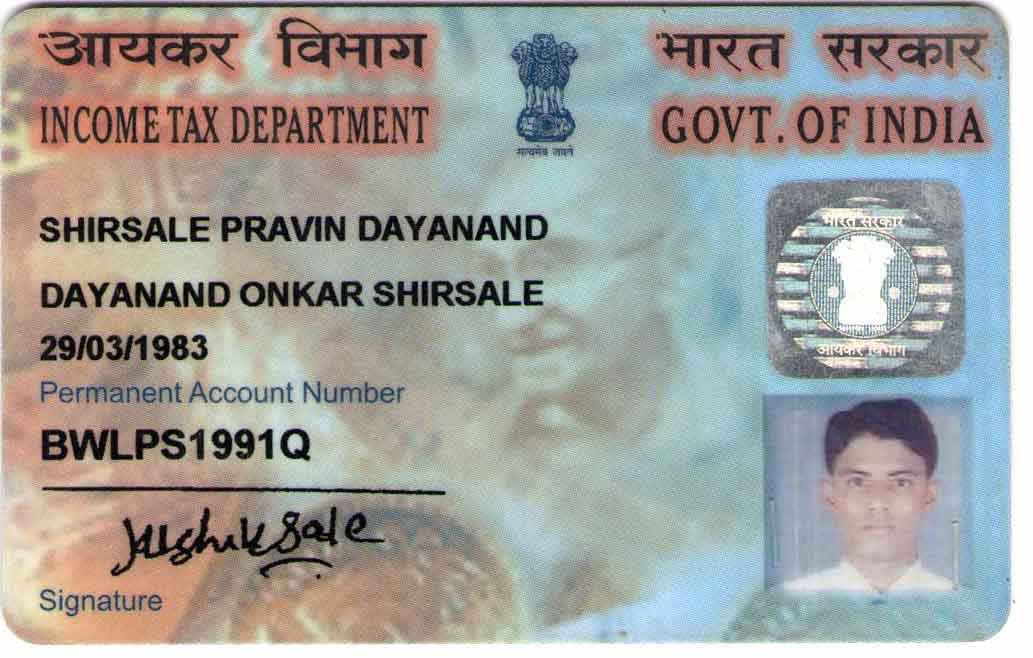 आयकर विभाग
INCOME TAX DEPARTMENT
सत्यमेव जयते
भारत सरकार
GOVT. OF INDIA
SHIRSALE PRAVIN DAYANAND
DAYANAND ONKAR SHIRSALE
29/03/1983
Permanent Account Number
BWLPS1991Q
Signature
भारत सरकार
आयकर विभाग